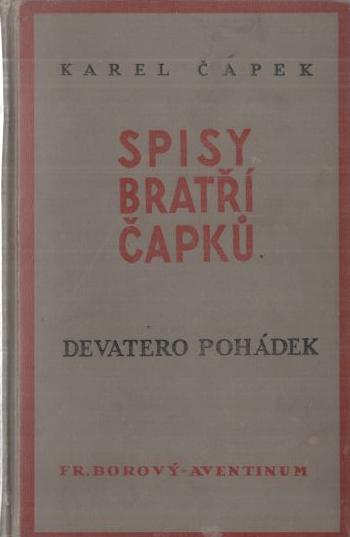 KAREL ČAPEK
SPISY
BRATŘÍ
ČAPKŮ
DEVATERO POHÁDEK
FR. BOROVÝ-AVENTINUM